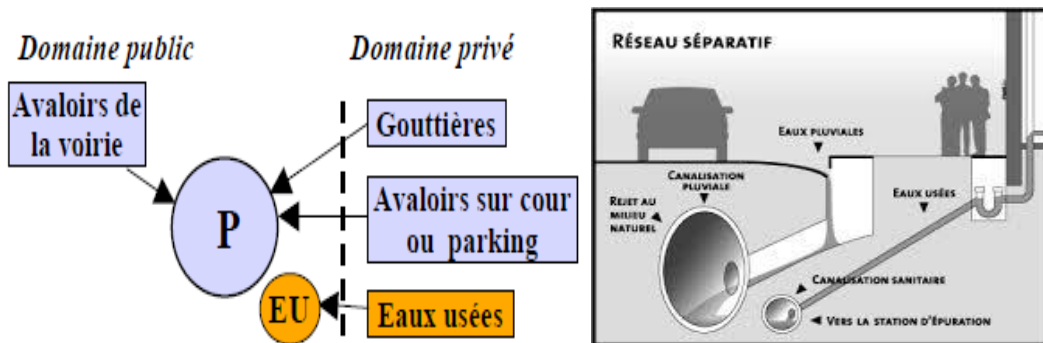 Domaine public
Domaine privé
Avaloirs de
la voirie
Gouttières
P
Avaloirs sur cour
ou parking
EU
Eaux usées
RÉSEAU SÉPARATIF
EAUX PLUVIALES
CANALISATION
PLUVIALE
REJET AU
MILIEU
NATUREL
EAUX USÉES
CANALISATION SANITAIRE
VERS LA STATION D'ÉPURATION